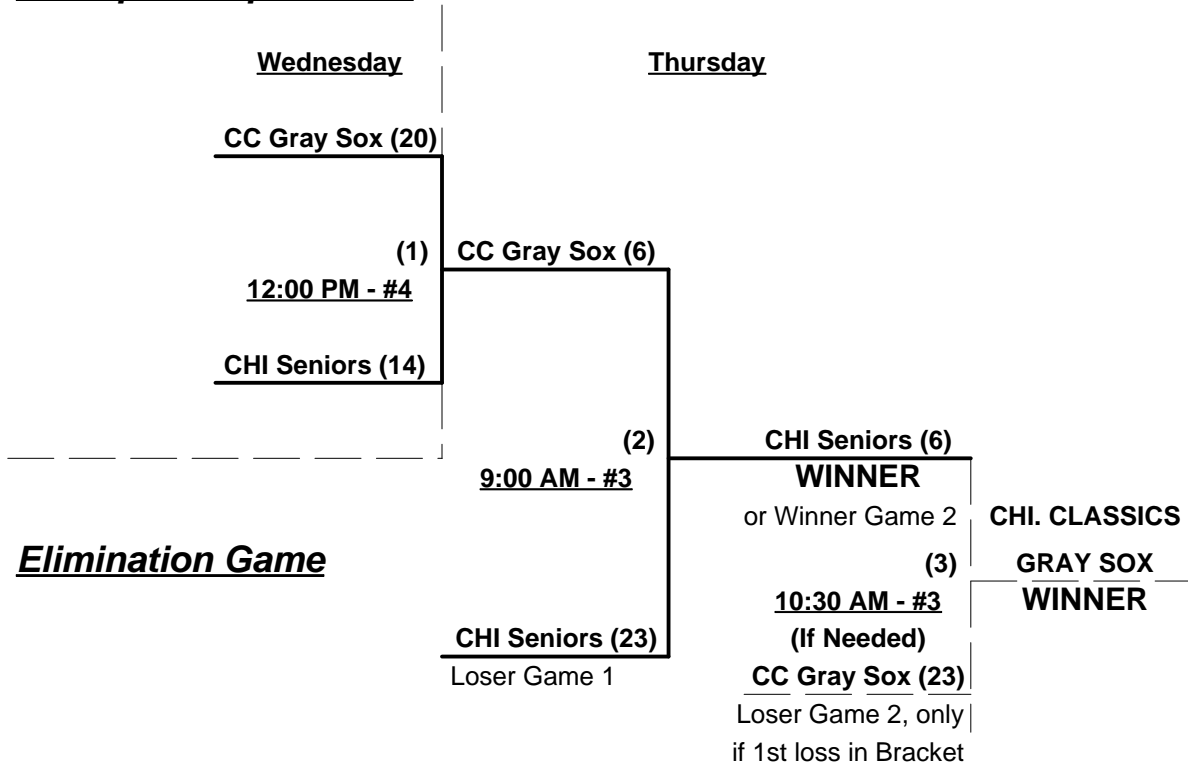 Wednesday
Thursday
CC Gray Sox (20)
(1)
CC Gray Sox (6)
12:00 PM - #4
CHI Seniors (14)
(2)
CHI Seniors (6)
9:00 AM - #3
WINNER
or Winner Game 2
CHI. CLASSICS
Elimination Game
(3)
GRAY SOX
10:30 AM - #3
WINNER
CHI Seniors (23)
(If Needed)
Loser Game 1
CC Gray Sox (23)
Loser Game 2, only
if 1st loss in Bracket